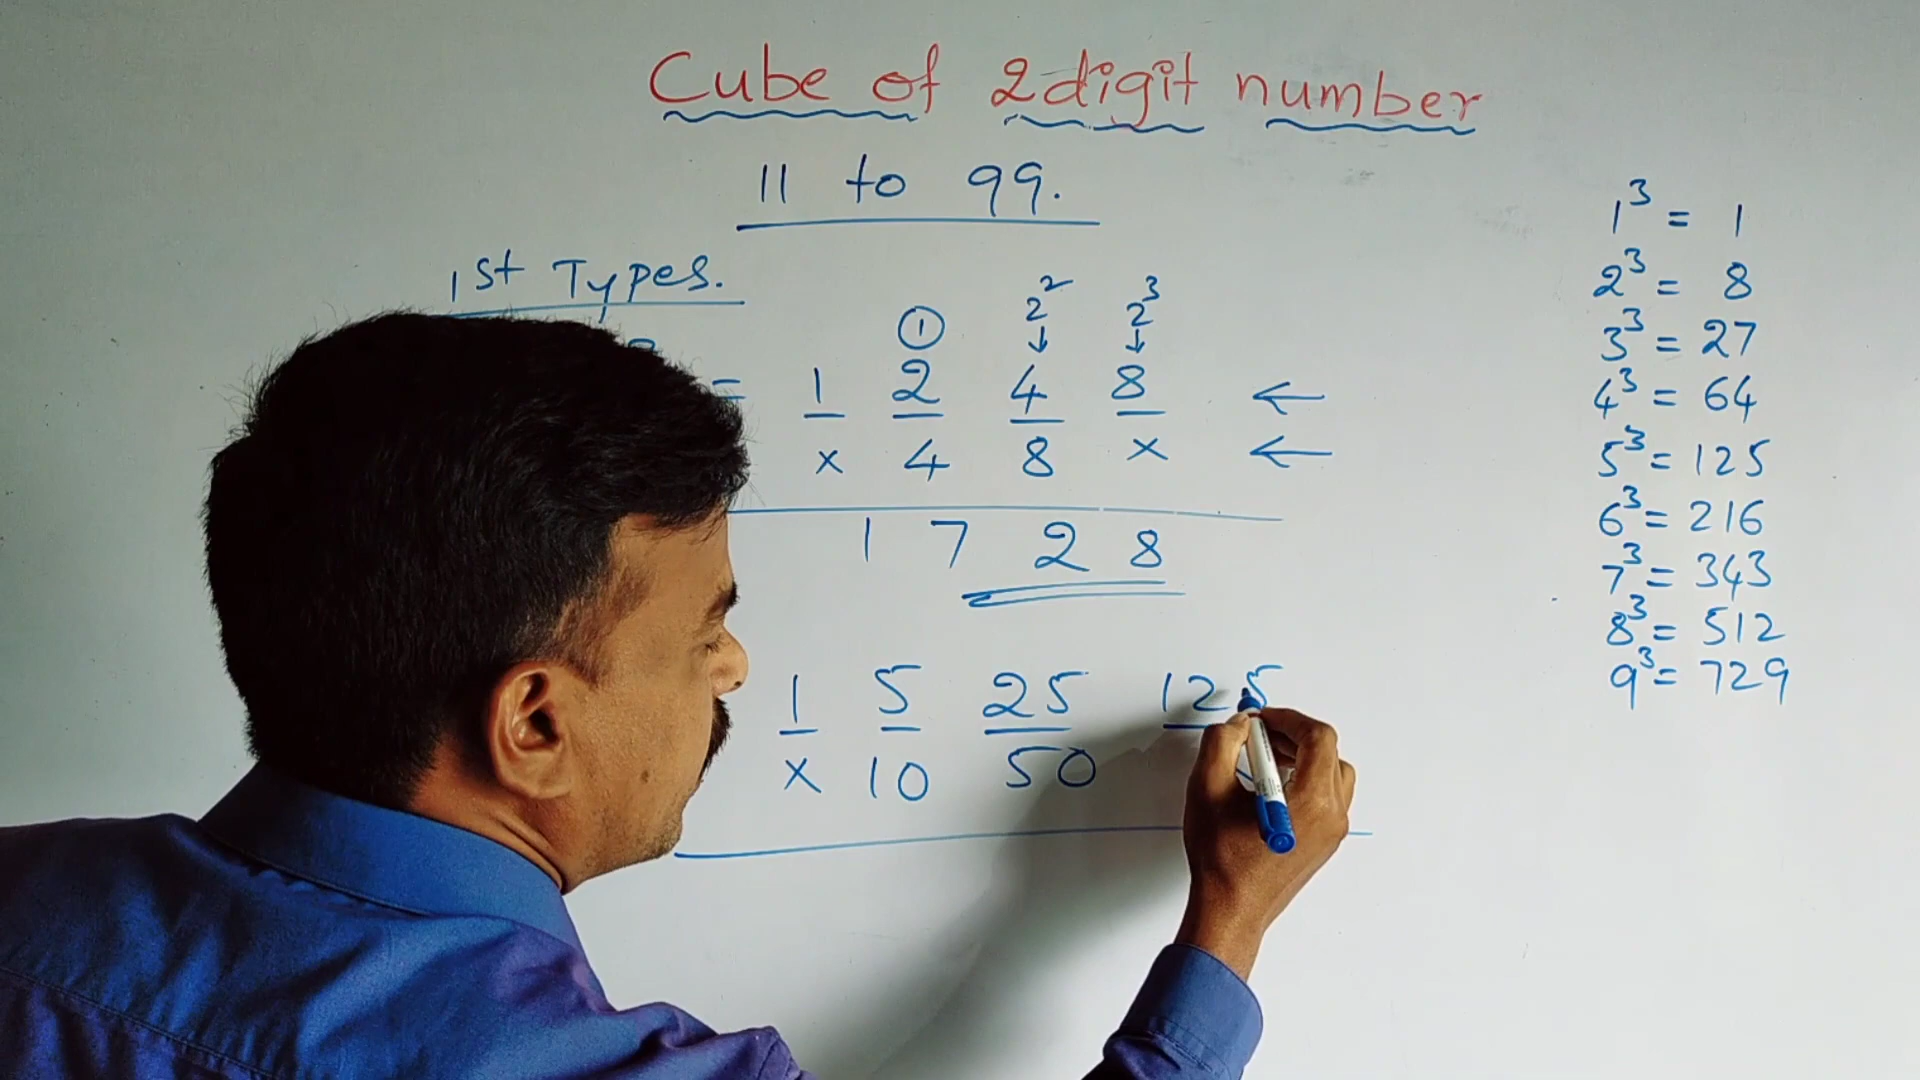 Cube of 2 digit number
11 to 99.
1st Types.
① 2² 2³
↓ ↓
= 1 2 4 8 ←
x 4 8 x ←
1 7 2 8
1 5 25 125
x 10 50
1³ = 1
2³ = 8
3³ = 27
4³ = 64
5³ = 125
6³ = 216
7³ = 343
8³ = 512
9³ = 729